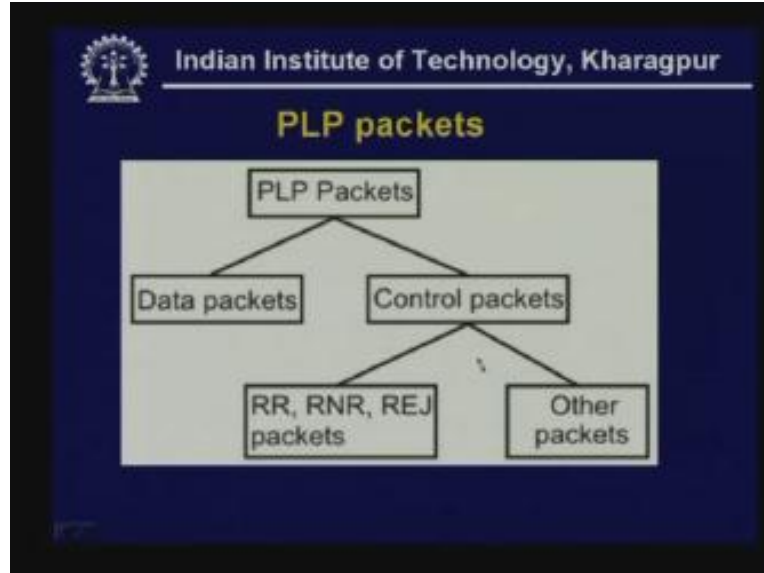 Indian Institute of Technology, Kharagpur
PLP packets
PLP Packets
Data packets
Control packets
RR, RNR, REJ
packets
Other
packets